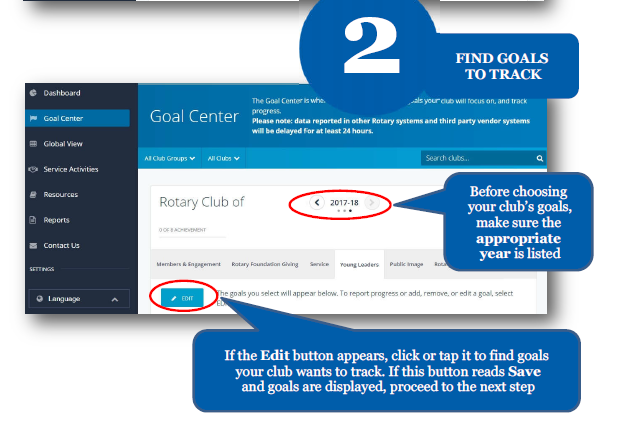 2
FIND GOALS
TO TRACK
Dashboard
Goal Center
Global View
Service Activities
Resources
Reports
Contact Us
SETTINGS
Language
Goal Center
The Goal Center is whe
als your club will focus on, and track
progress.
Please note: data reported in other Rotary systems and third party vendor systems
will be delayed For at least 24 hours.
All Club Groups
All Clubs
Search clubs...
Rotary Club of
2017-18
0 OF 8 ACHIEVEMENT
Members & Engagement Rotary Foundation Giving Service Young Leaders Public Image Rota
EDIT
The goals you select will appear below. To report progress or add, remove, or edit a goal, select
Before choosing
your club's goals,
make sure the
appropriate
year is listed
If the Edit button appears, click or tap it to find goals
your club wants to track. If this button reads Save
and goals are displayed, proceed to the next step